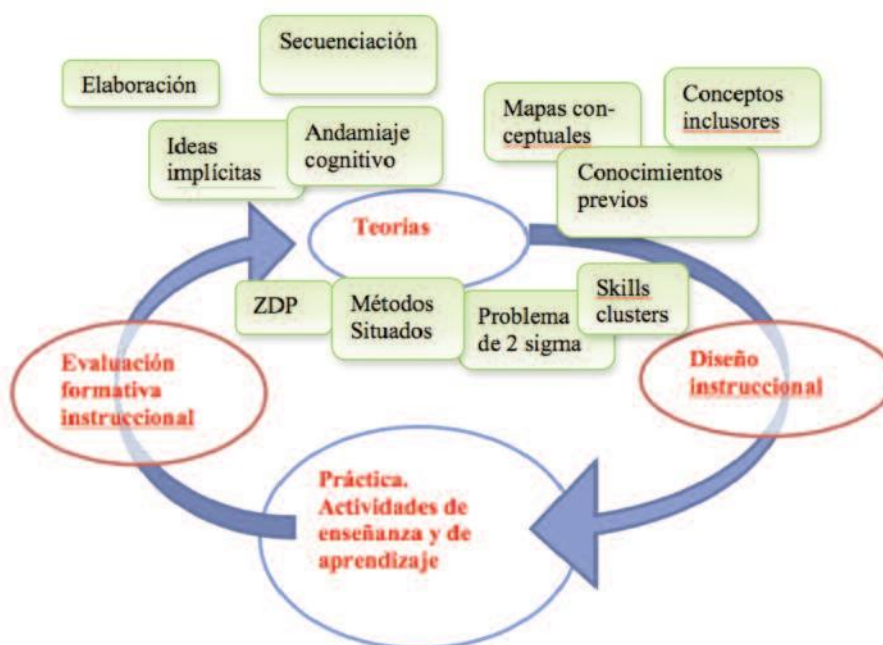 Secuenciación
Elaboración
Mapas con-
ceptuales
Conceptos
inclusores
Ideas
implícitas
Andamiaje
cognitivo
Conocimientos
previos
Teorías
ZDP
Métodos
Situados
Problema
de 2 sigma
Skills
clusters
Evaluación
formativa
instruccional
Diseño
instruccional
Práctica.
Actividades de
enseñanza y de
aprendizaje